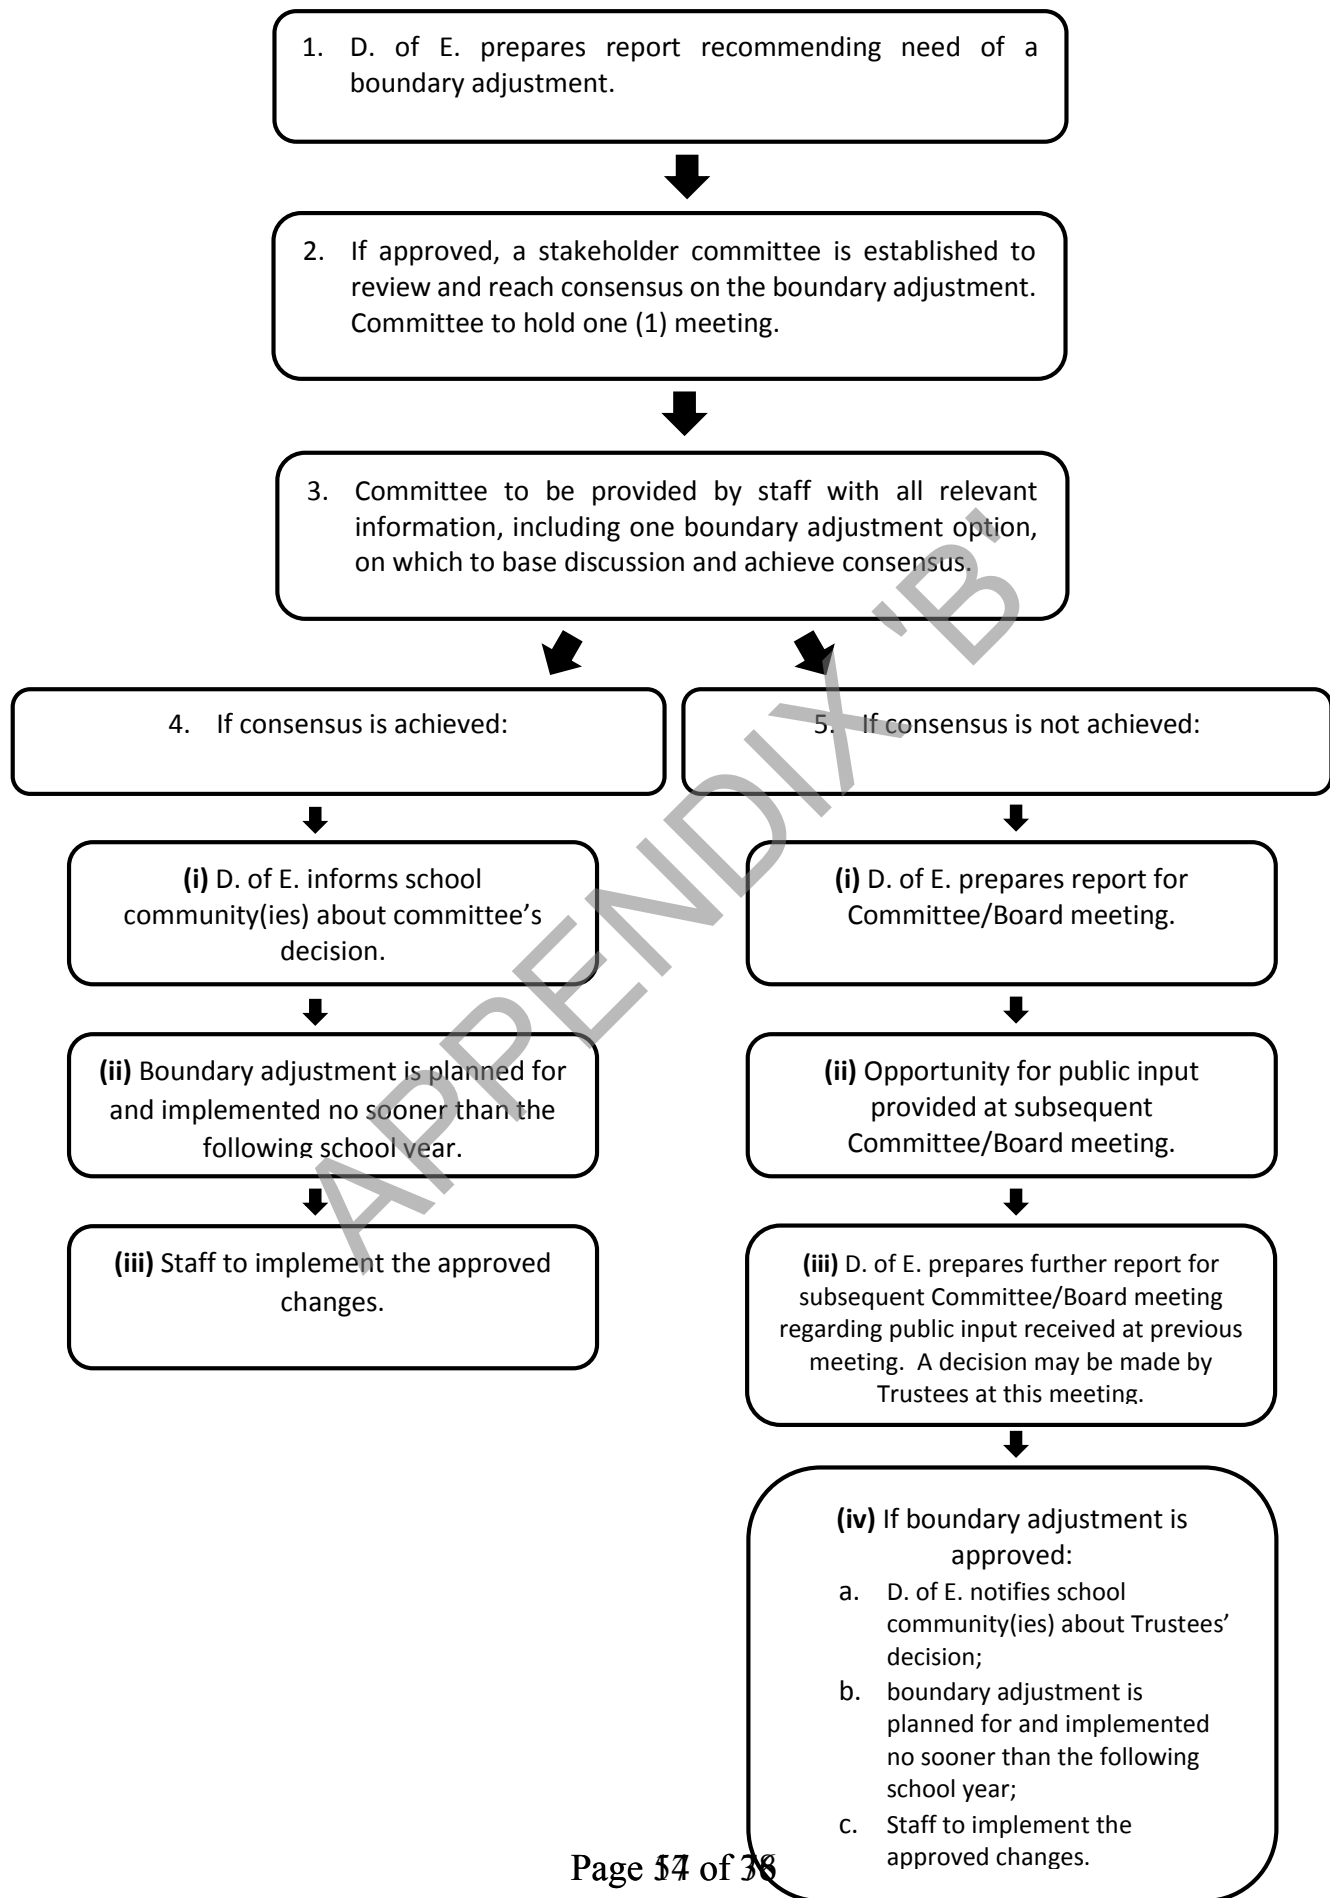 1. D. of E. prepares report recommending need of a
boundary adjustment.
2. If approved, a stakeholder committee is established to
review and reach consensus on the boundary adjustment.
Committee to hold one (1) meeting.
3. Committee to be provided by staff with all relevant
information, including one boundary adjustment option,
on which to base discussion and achieve consensus.
4. If consensus is achieved:
(i) D. of E. informs school
community(ies) about committee’s
decision.
(ii) Boundary adjustment is planned for
and implemented no sooner than the
following school year.
(iii) Staff to implement the approved
changes.
5. If consensus is not achieved:
(i) D. of E. prepares report for
Committee/Board meeting.
(ii) Opportunity for public input
provided at subsequent
Committee/Board meeting.
(iii) D. of E. prepares further report for
subsequent Committee/Board meeting
regarding public input received at previous
meeting. A decision may be made by
Trustees at this meeting.
(iv) If boundary adjustment is
approved:
a. D. of E. notifies school
community(ies) about Trustees’
decision;
b. boundary adjustment is
planned for and implemented
no sooner than the following
school year;
c. Staff to implement the
approved changes.
APPENDIX 'B'
Page of